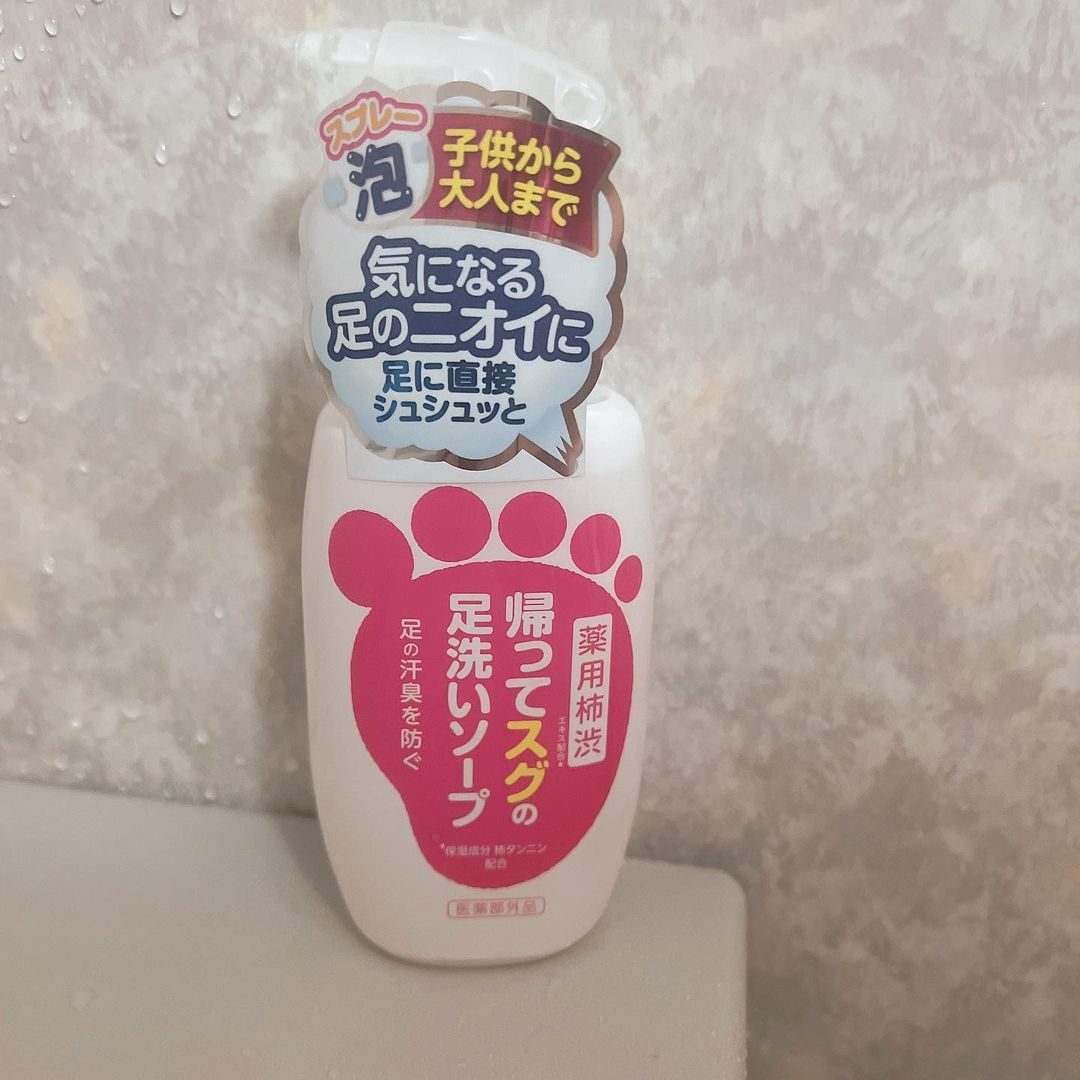 スプレー
泡
子供から
大人まで
気になる
足のニオイに
足に直接
シュシュッと
薬用柿渋
エキス配合*
帰ってスグの
足洗いソープ
足の汗臭を防ぐ
*保湿成分 柿タンニン
配合
医薬部外品